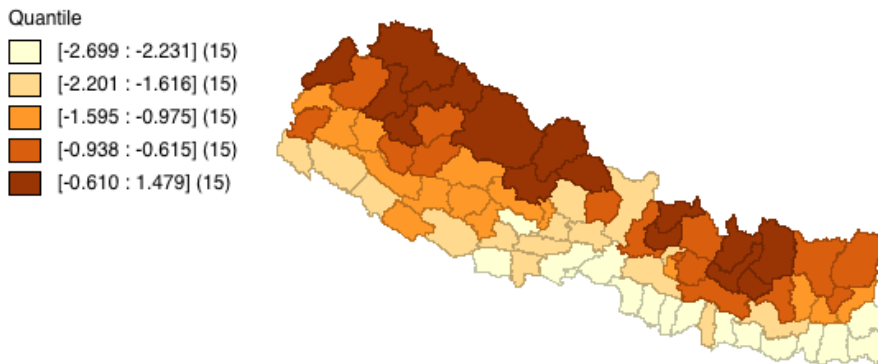 Quantile
[-2.699 : -2.231] (15)
[-2.201 : -1.616] (15)
[-1.595 : -0.975] (15)
[-0.938 : -0.615] (15)
[-0.610 : 1.479] (15)